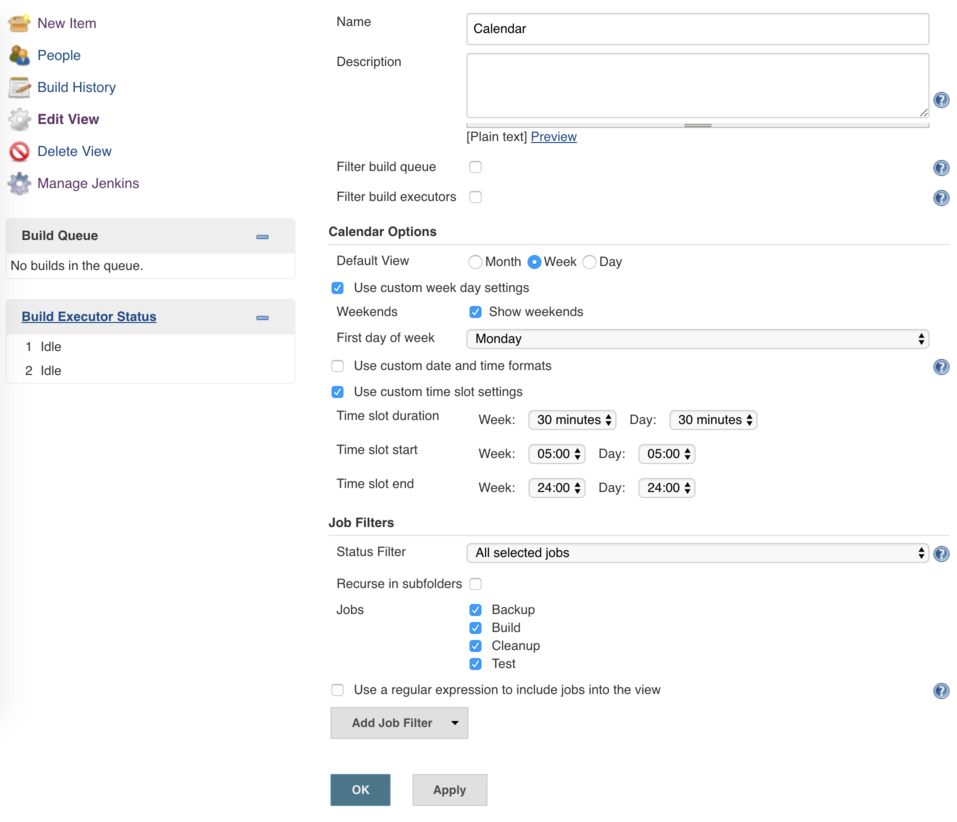 New Item
People
Build History
Edit View
Delete View
Manage Jenkins
Build Queue
No builds in the queue.
Build Executor Status
1 Idle
2 Idle
Name
Calendar
Description
[Plain text] Preview
Filter build queue
Filter build executors
Calendar Options
Default View Month Week Day
Use custom week day settings
Weekends Show weekends
First day of week Monday
Use custom date and time formats
Use custom time slot settings
Time slot duration Week: 30 minutes Day: 30 minutes
Time slot start Week: 05:00 Day: 05:00
Time slot end Week: 24:00 Day: 24:00
Job Filters
Status Filter All selected jobs
Recurse in subfolders
Jobs Backup
Build
Cleanup
Test
Use a regular expression to include jobs into the view
Add Job Filter
OK Apply